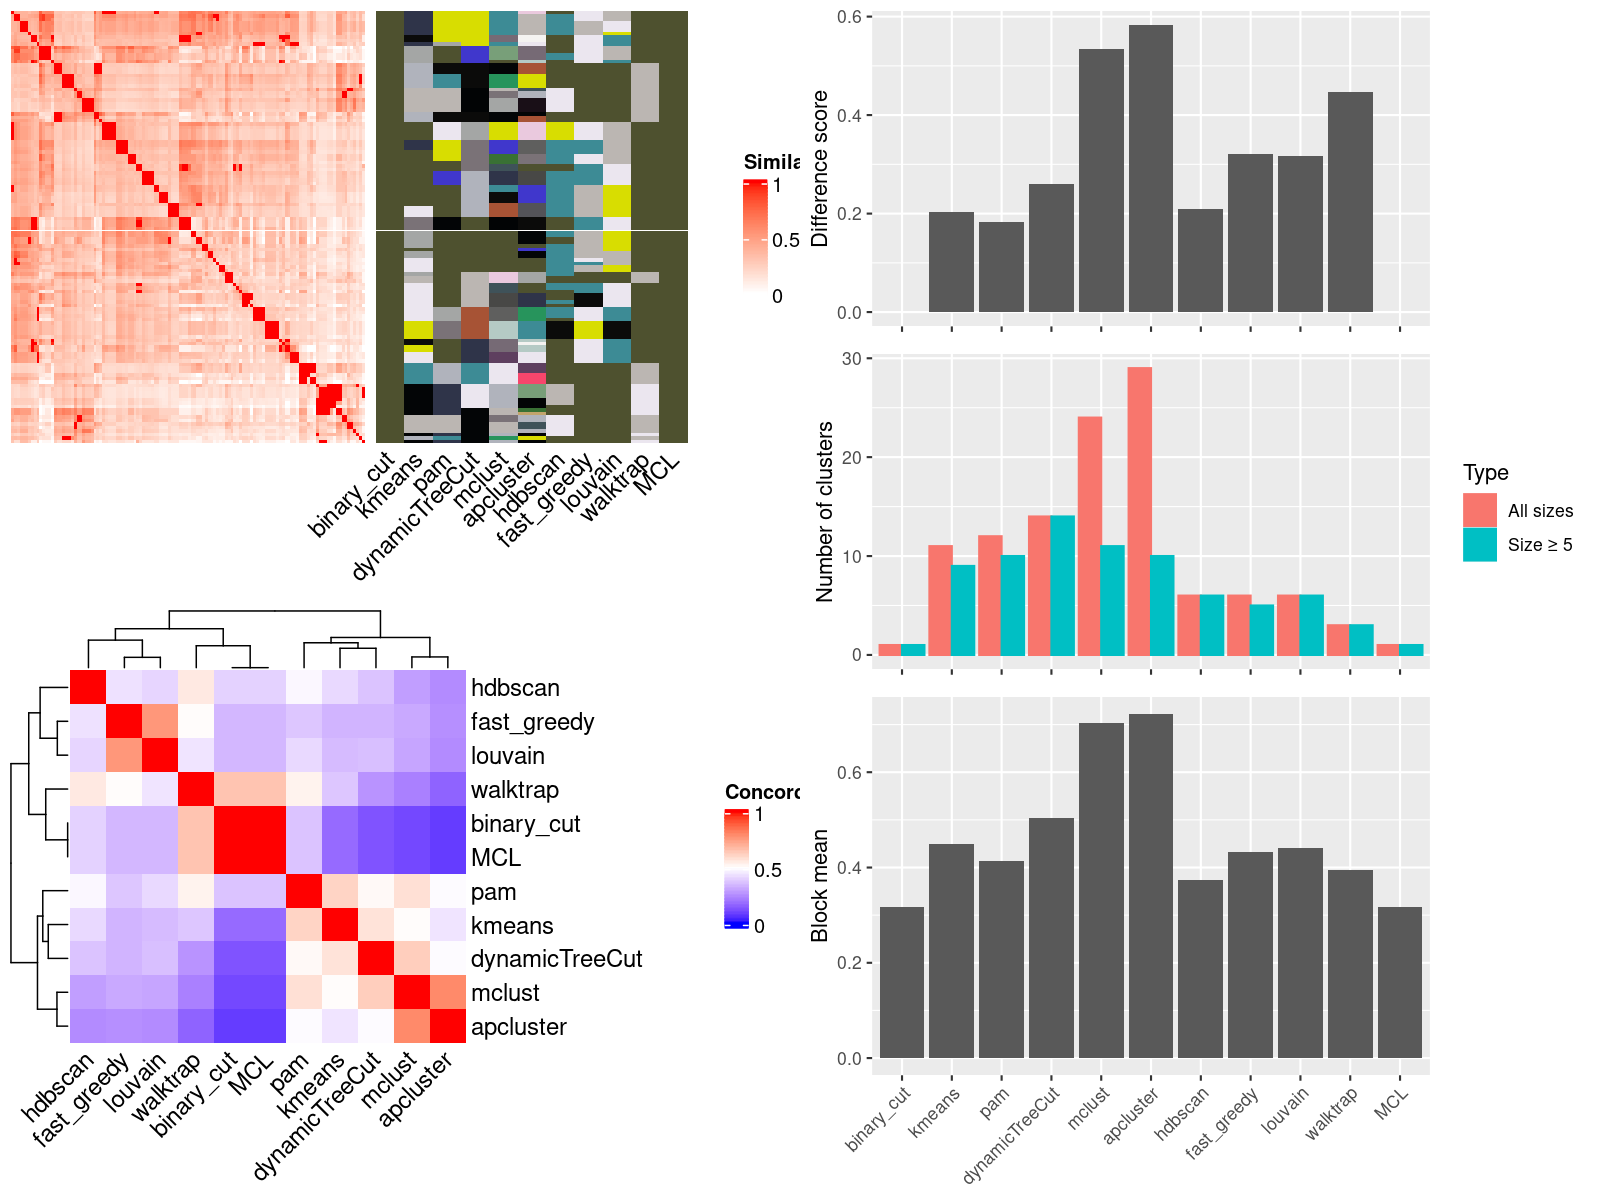 Simila
1
0.5
0
binary_cut
kmeans
pam
dynamicTreeCut
mclust
apcluster
hdbscan
fast_greedy
louvain
walktrap
MCL
Difference score
0.6
0.4
0.2
0.0
Number of clusters
30
20
10
0
Type
All sizes
Size ≥ 5
hdbscan
fast_greedy
louvain
walktrap
binary_cut
MCL
pam
kmeans
dynamicTreeCut
mclust
apcluster
hdbscan
fast_greedy
louvain
walktrap
binary_cut
MCL
pam
kmeans
dynamicTreeCut
mclust
apcluster
Concorc
1
0.5
0
Block mean
0.6
0.4
0.2
0.0
binary_cut
kmeans
pam
dynamicTreeCut
mclust
apcluster
hdbscan
fast_greedy
louvain
walktrap
MCL